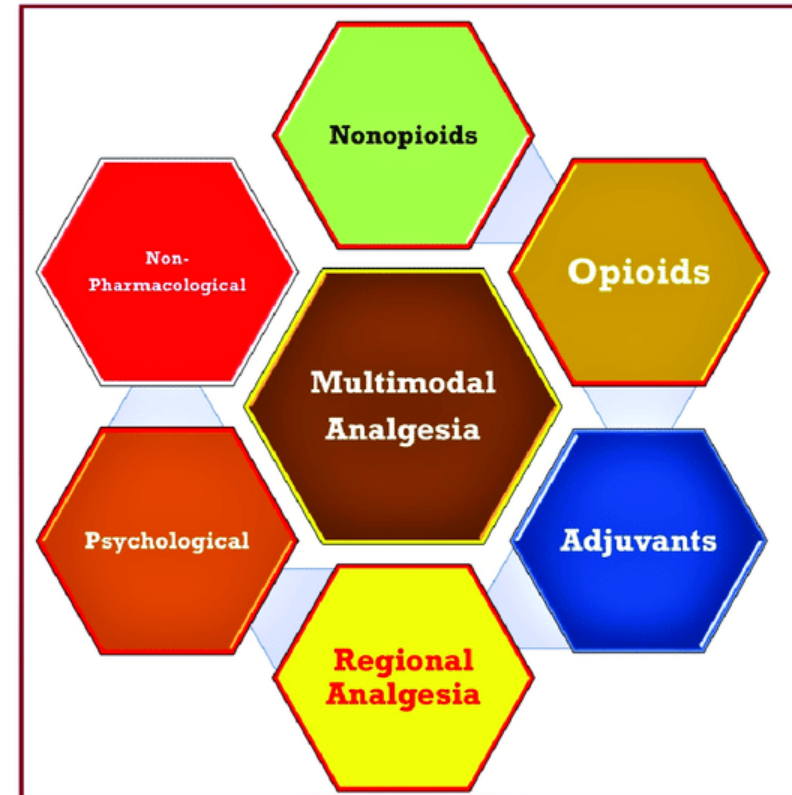 Nonopioids
Opioids
Non-
Pharmacological
Multimodal
Analgesia
Psychological
Adjuvants
Regional
Analgesia